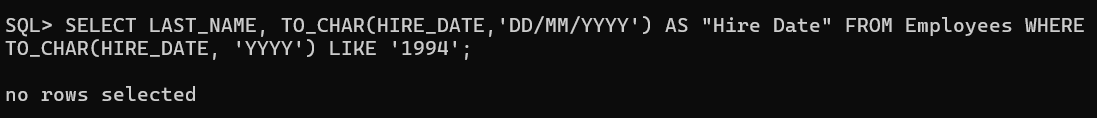 SQL> SELECT LAST_NAME, TO_CHAR(HIRE_DATE,'DD/MM/YYYY') AS "Hire Date" FROM Employees WHERE
TO_CHAR(HIRE_DATE, 'YYYY') LIKE '1994';
no rows selected